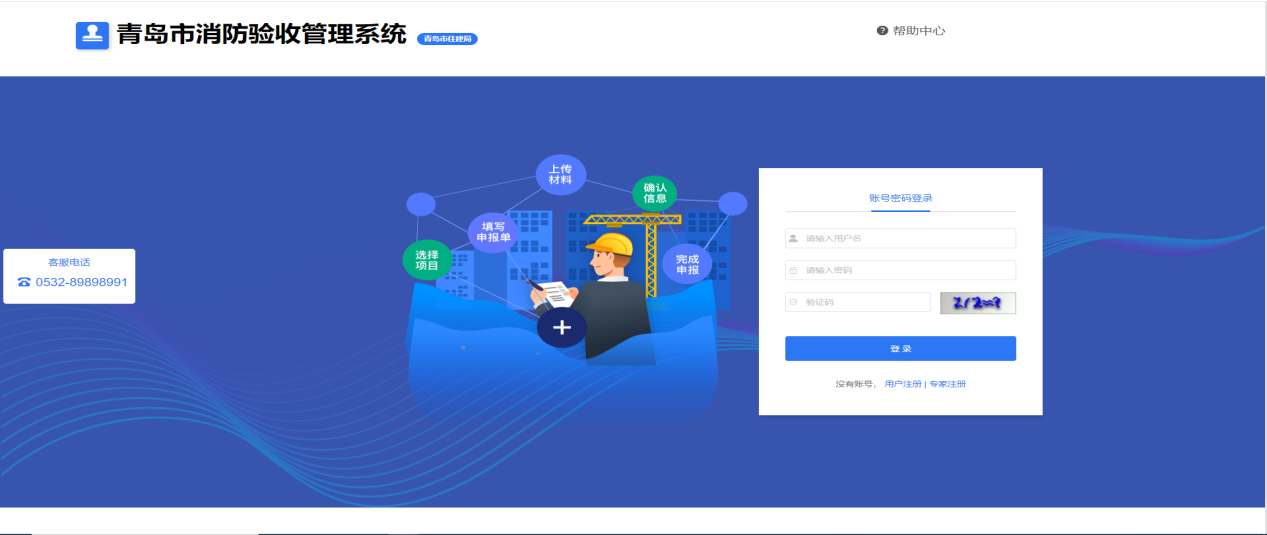 青岛市消防验收管理系统
青岛市住建局
帮助中心
上传
材料
确认
信息
填写
申报单
选择
项目
完成
申报
客服电话
0532-89898991
账号密码登录
请输入用户名
请输入密码
验证码
2/2=?
登录
没有账号, 用户注册 | 专家注册